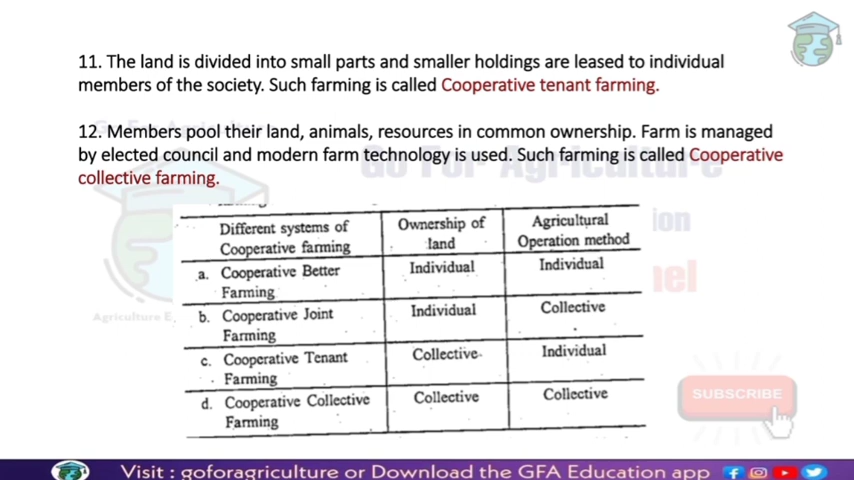 11. The land is divided into small parts and smaller holdings are leased to individual
members of the society. Such farming is called Cooperative tenant farming.
12. Members pool their land, animals, resources in common ownership. Farm is managed
by elected council and modern farm technology is used. Such farming is called Cooperative
collective farming.
Go For Agriculture
Different systems of Cooperative farming | Ownership of land | Agricultural Operation method
a. Cooperative Better Farming | Individual | Individual
b. Cooperative Joint Farming | Individual | Collective
c. Cooperative Tenant Farming | Collective | Individual
d. Cooperative Collective Farming | Collective | Collective
Agriculture E
SUBSCRIBE
Visit : goforagriculture or Download the GFA Education app